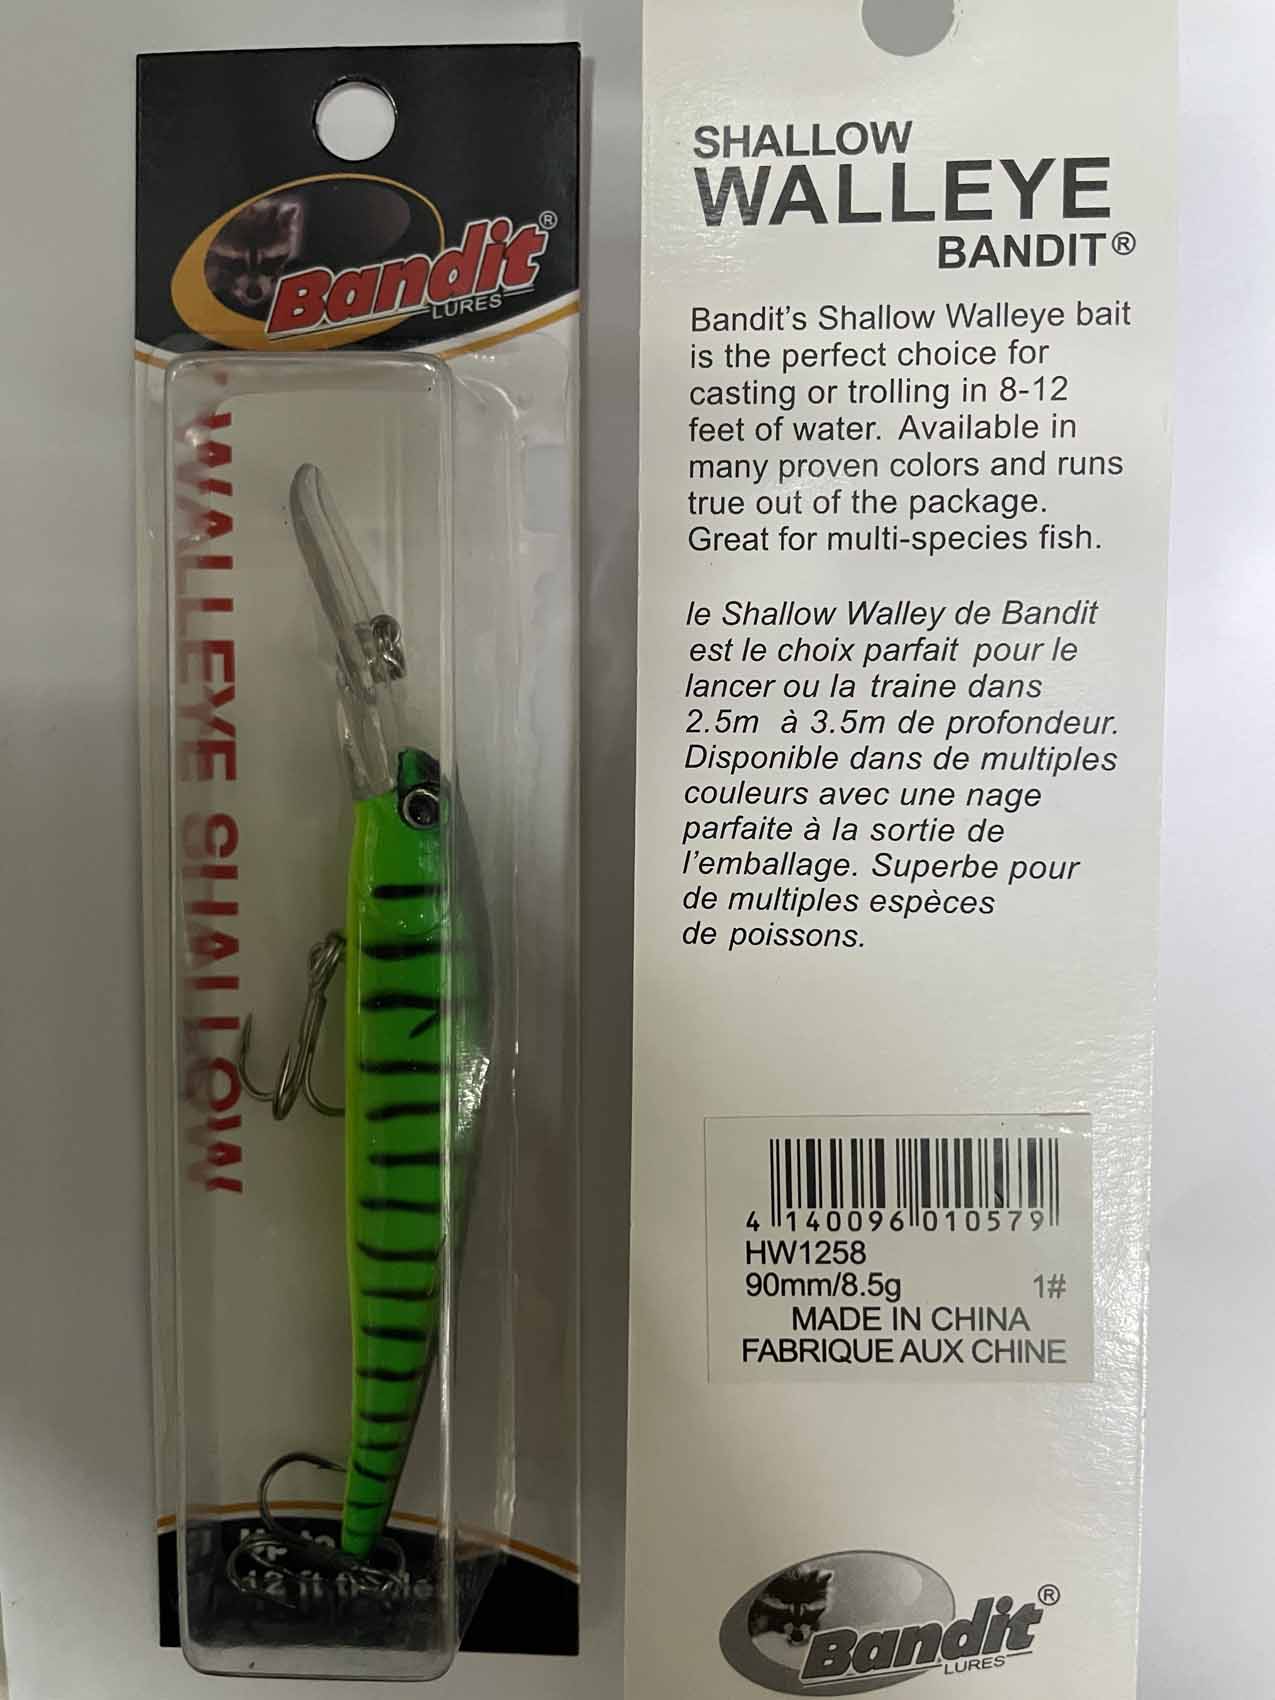 Bandit®
LURES
WALLEYE SHALLOW
Up to
12 ft
SHALLOW
WALLEYE
BANDIT®
Bandit's Shallow Walleye bait
is the perfect choice for
casting or trolling in 8-12
feet of water. Available in
many proven colors and runs
true out of the package.
Great for multi-species fish.
le Shallow Walley de Bandit
est le choix parfait pour le
lancer ou la traine dans
2.5m à 3.5m de profondeur.
Disponible dans de multiples
couleurs avec une nage
parfaite à la sortie de
l'emballage. Superbe pour
de multiples espèces
de poissons.
4 140096 010579
HW1258
90mm/8.5g 1#
MADE IN CHINA
FABRIQUE AUX CHINE
Bandit®
LURES